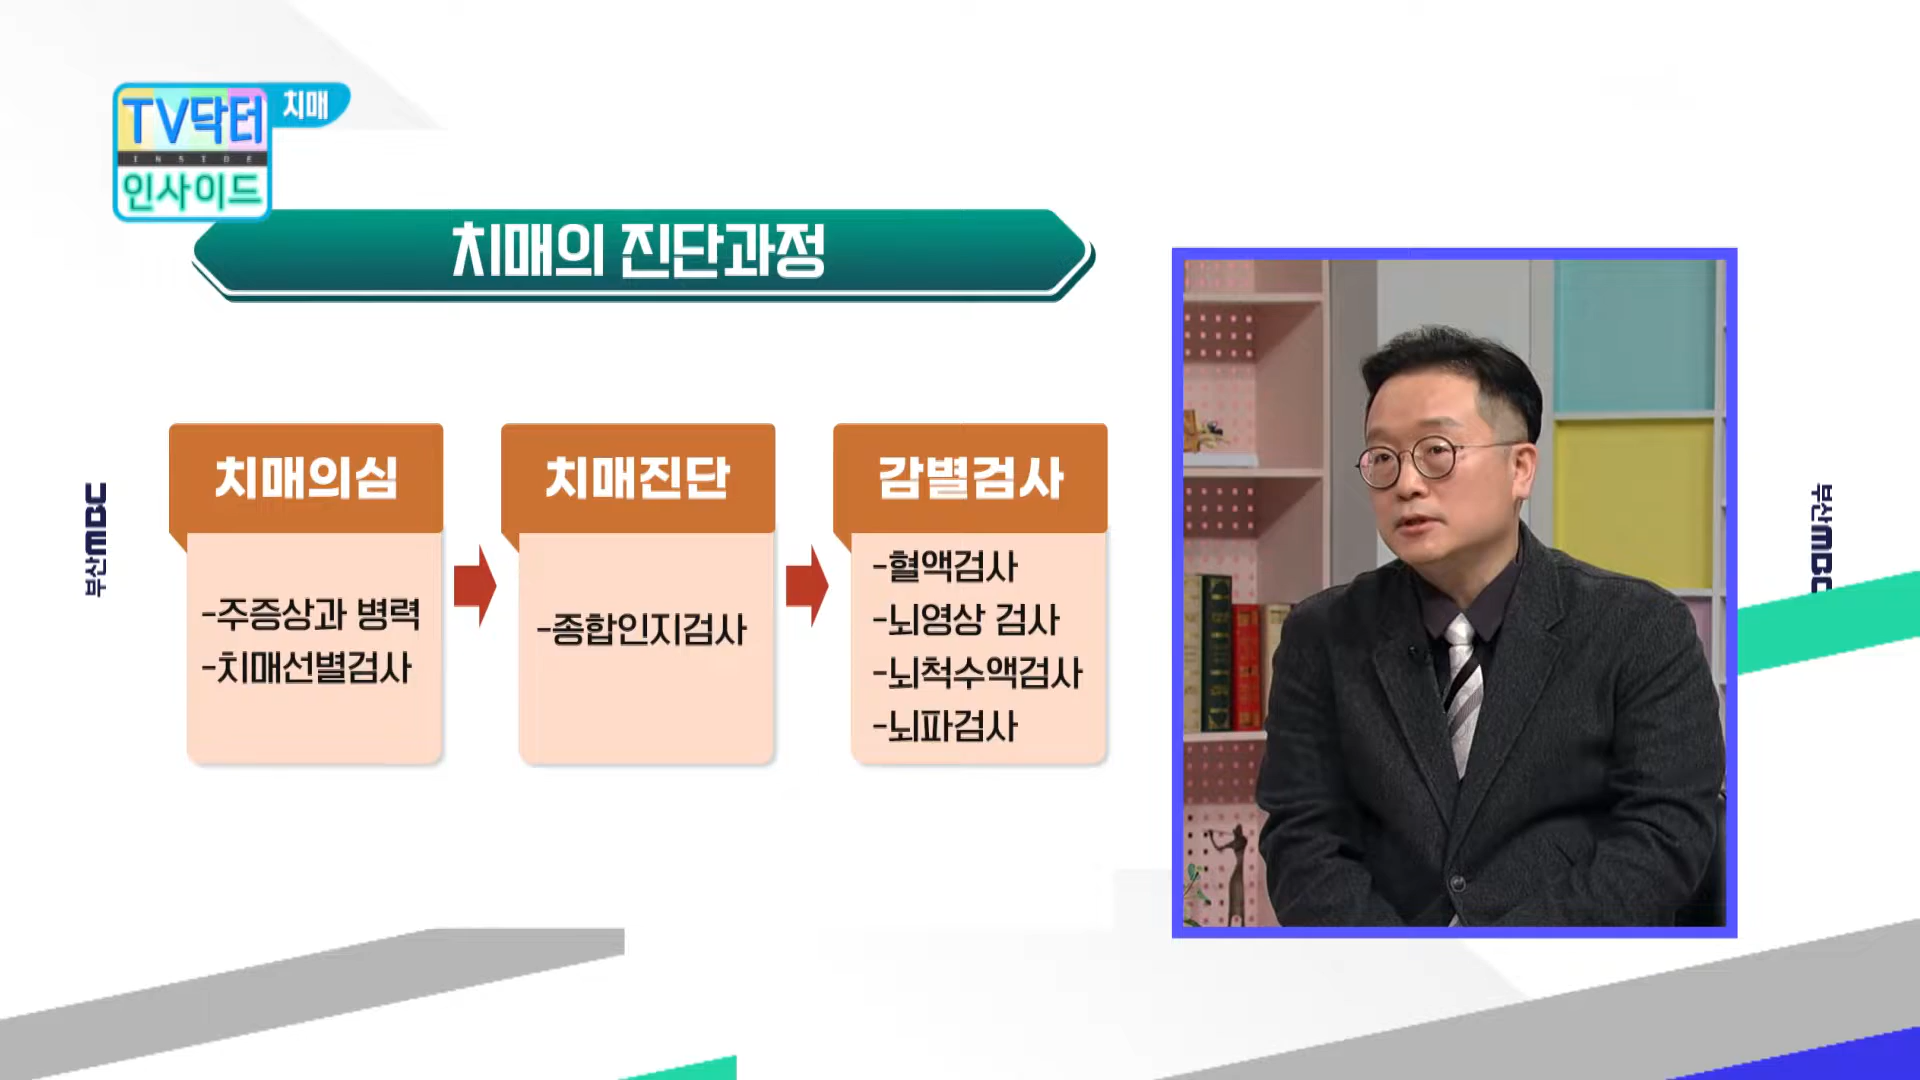 TV닥터
INSIDE
인사이드
치매
치매의 진단과정
치매의심
-주증상과 병력
-치매선별검사
치매진단
-종합인지검사
감별검사
-혈액검사
-뇌영상 검사
-뇌척수액검사
-뇌파검사
부산MBC
부산MBC